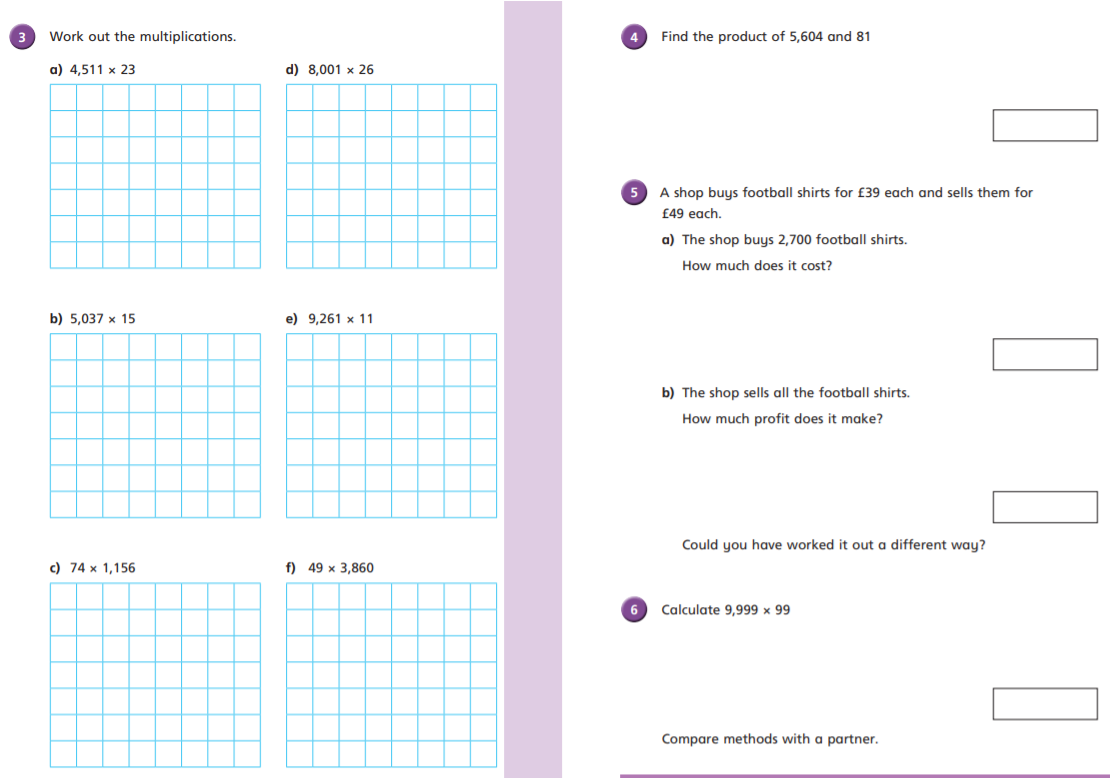 3 Work out the multiplications.
a) 4,511 × 23
d) 8,001 × 26
b) 5,037 × 15
e) 9,261 × 11
c) 74 × 1,156
f) 49 × 3,860
4 Find the product of 5,604 and 81
5 A shop buys football shirts for £39 each and sells them for
£49 each.
a) The shop buys 2,700 football shirts.
How much does it cost?
b) The shop sells all the football shirts.
How much profit does it make?
Could you have worked it out a different way?
6 Calculate 9,999 × 99
Compare methods with a partner.